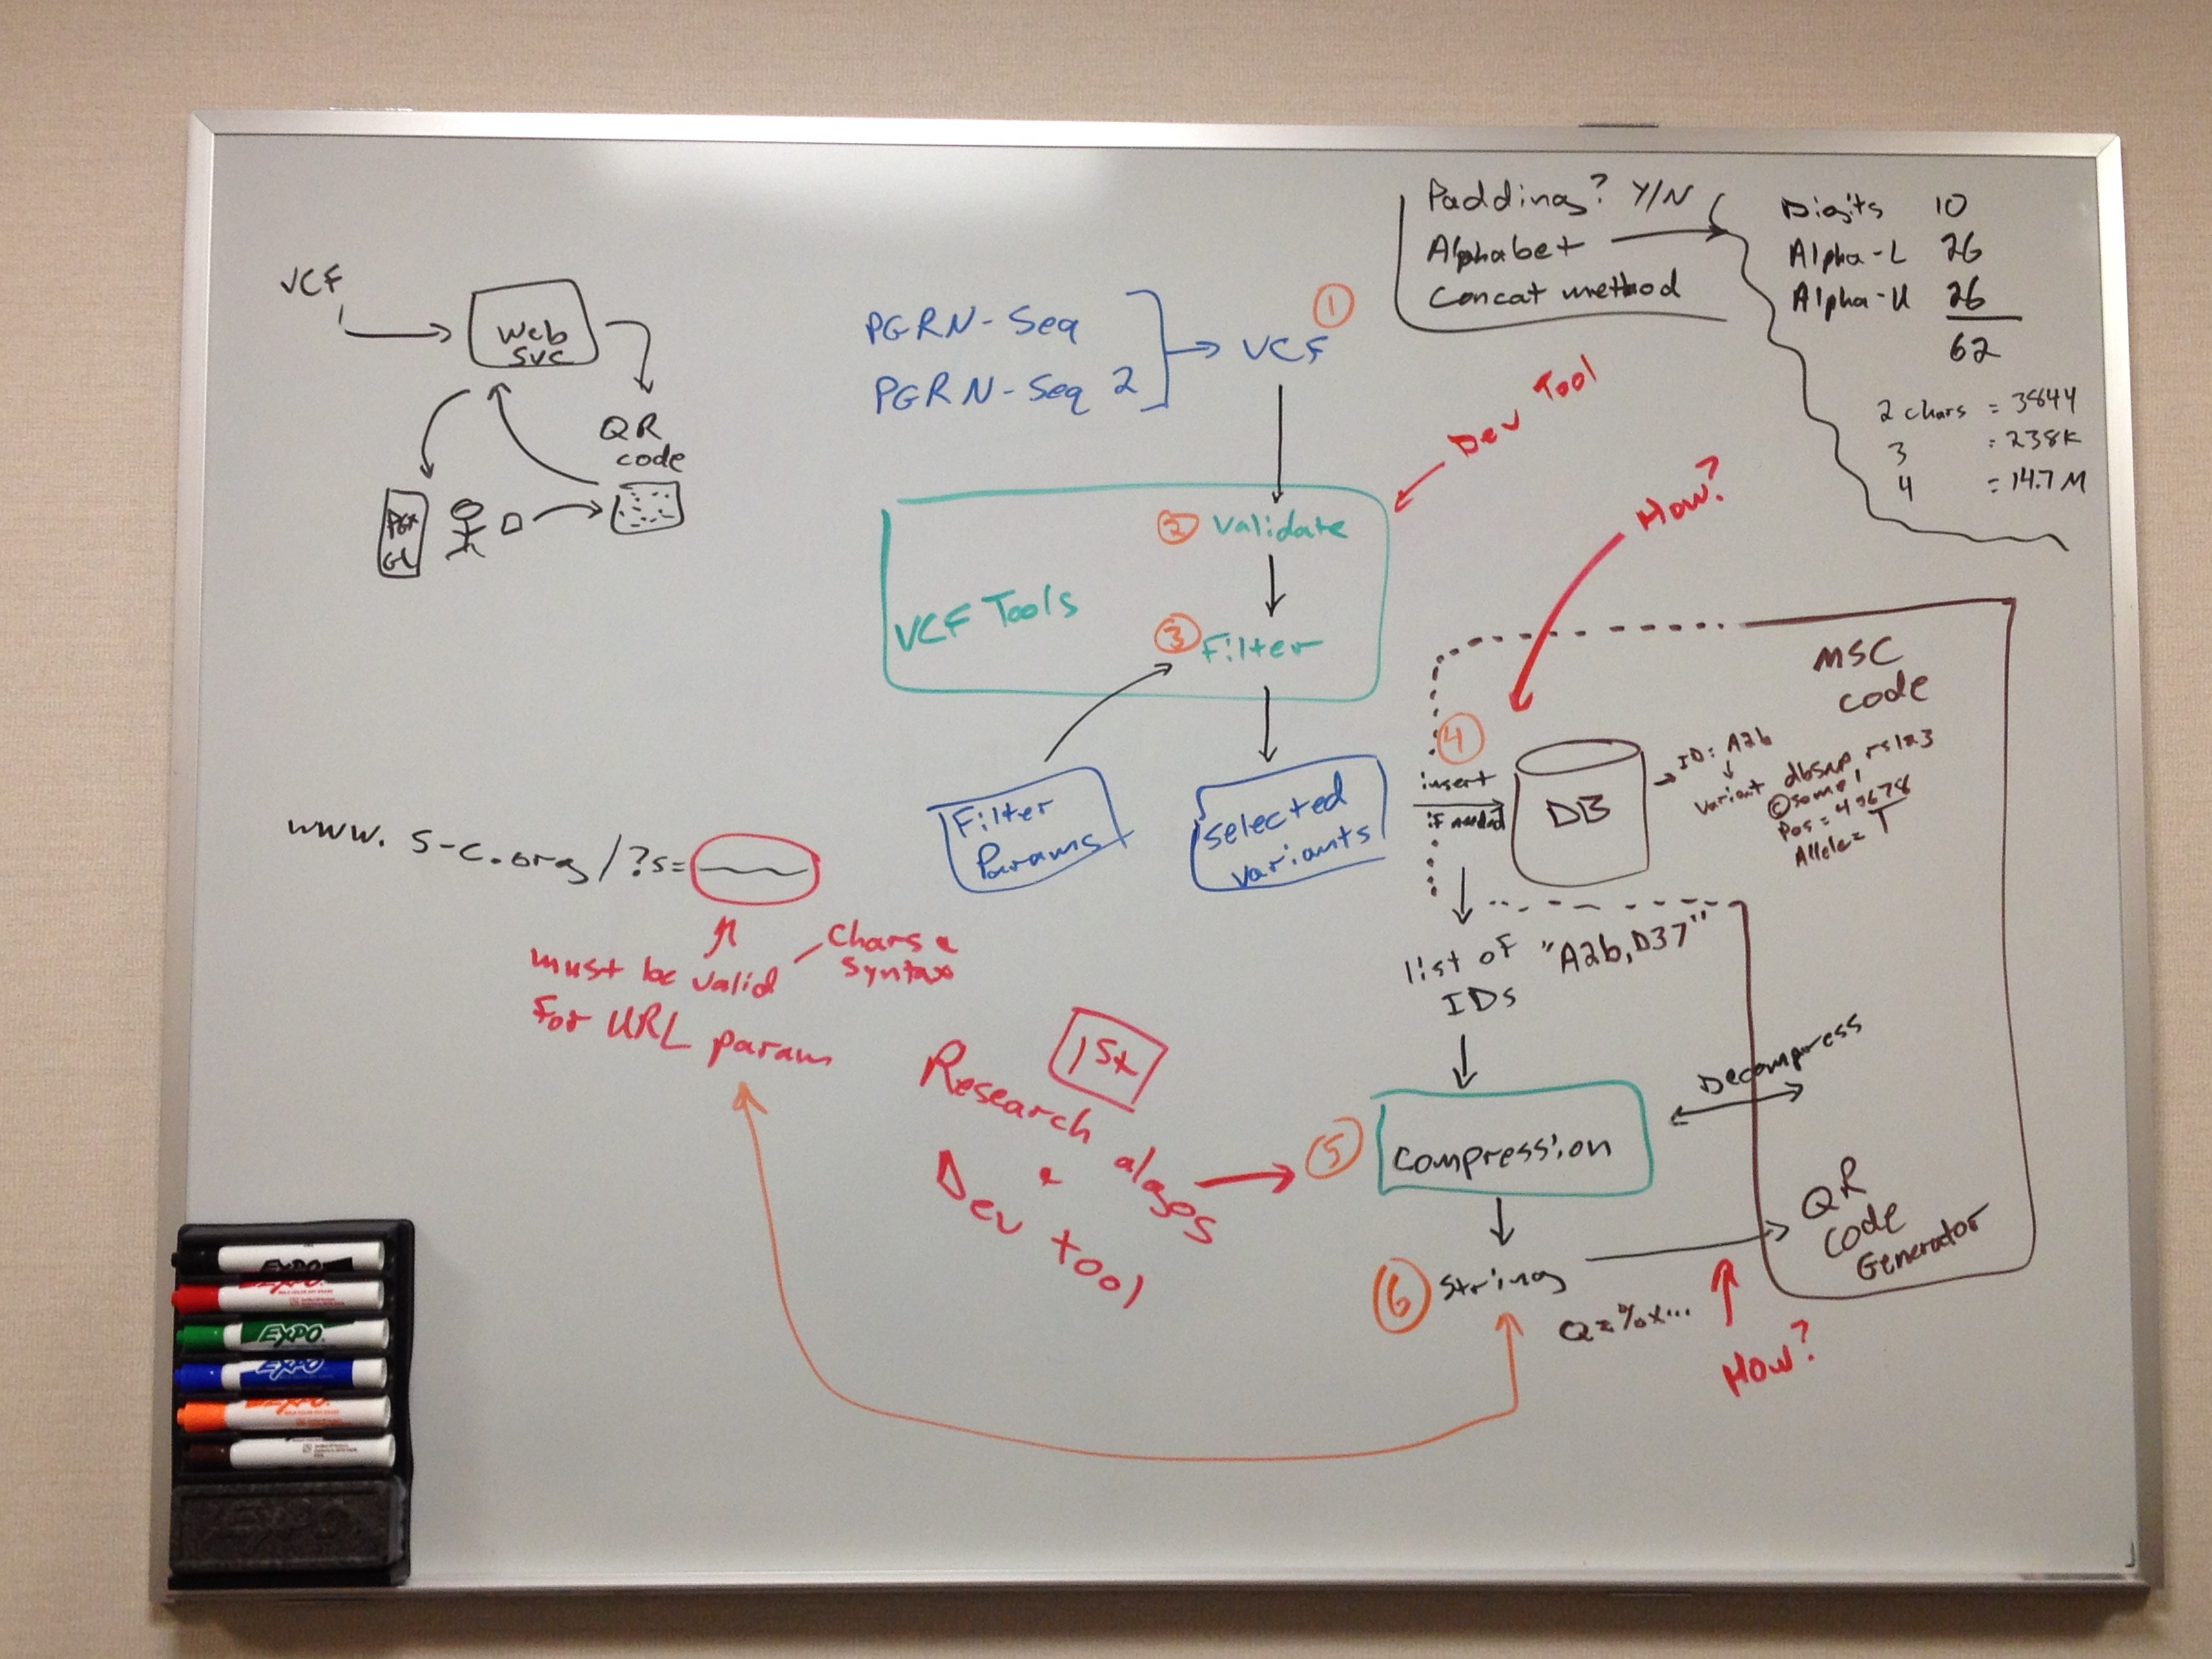 VCF
Web
svc
QR
code
PGX
GL
PGRN-Seq
PGRN-Seq 2
VCF
1
Padding? Y/N
Alphabet
Concat method
Digits 10
Alpha-L 26
Alpha-U 26
62
2 chars = 3844
3 = 238K
4 = 14.7M
Dev Tool
How?
VCF Tools
2 Validate
3 Filter
Filter
Params
Selected
variants
MSC
code
4
insert
if needed
DB
ID: A2b
variant dbsnp rs123
Pos = 45678
Allele = T
list of "A2b,D37"
IDs
www.s-c.org/?s=
must be valid
for URL param
Chars &
syntax
1st
Research algos
&
Dev tool
5
Compression
Decompress
6 String
Q=%x...
How?
QR
Code
Generator
EXPO
EXPO
EXPO
EXPO
EXPO